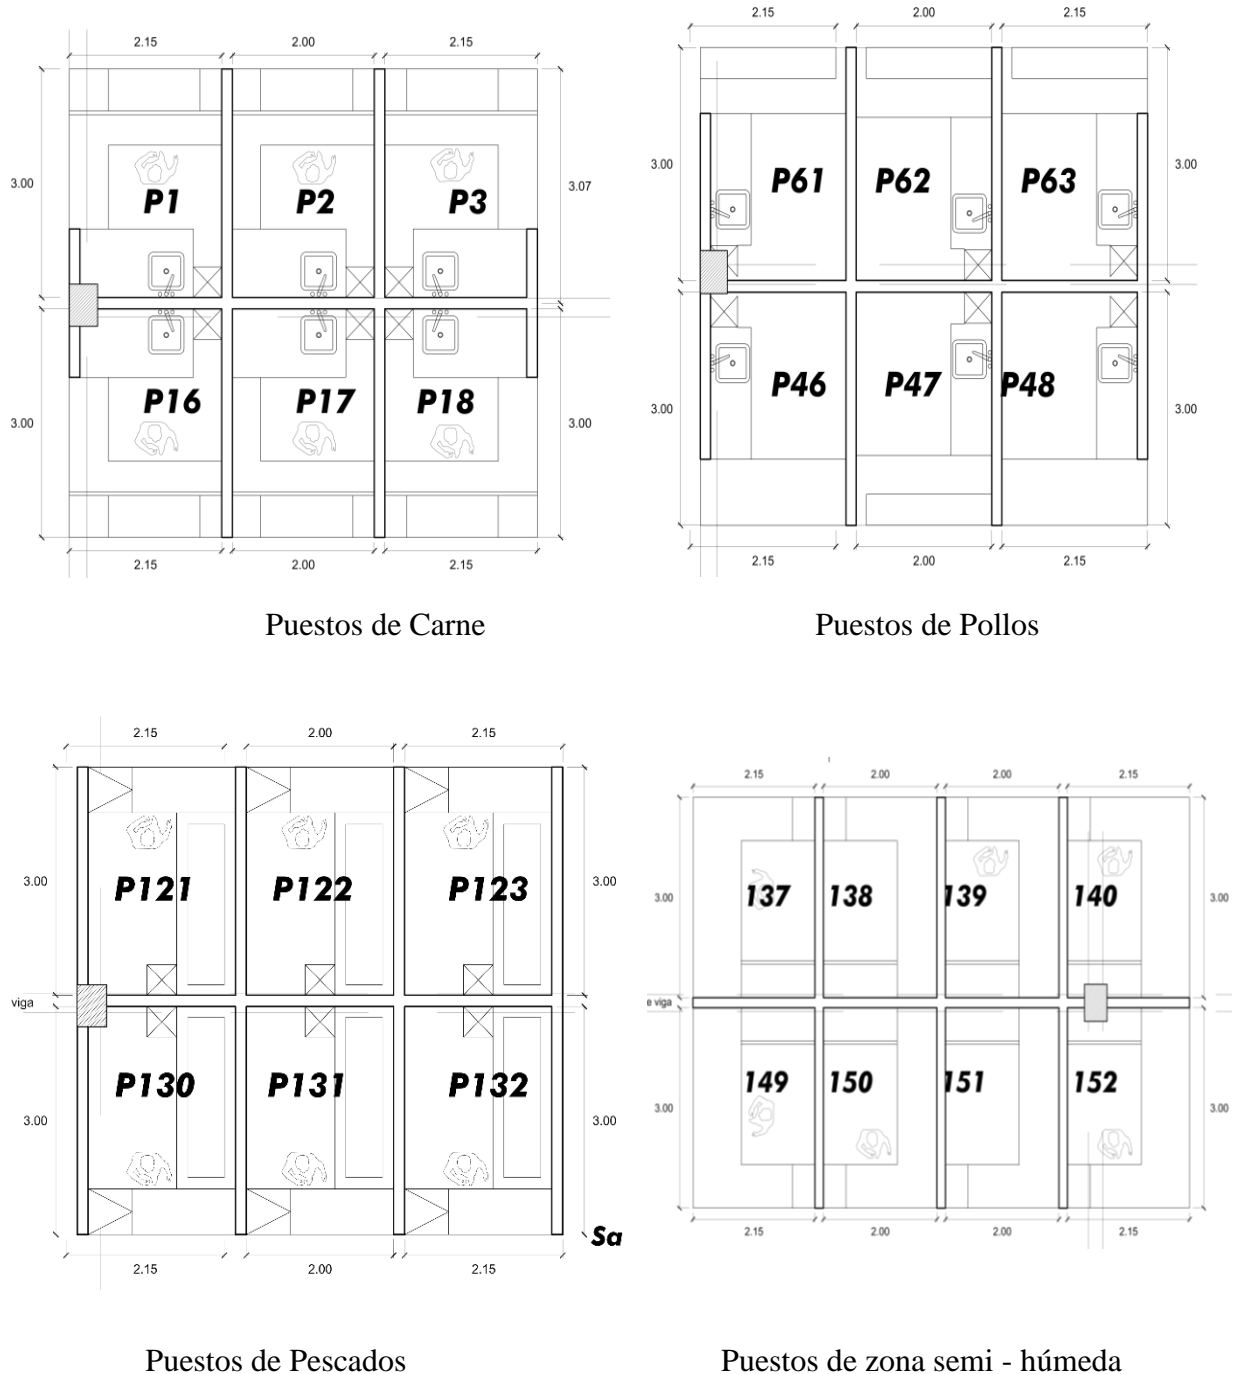 2.15 2.00 2.15
3.00 3.07
P1 P2 P3
P16 P17 P18
3.00 3.00
2.15 2.00 2.15
Puestos de Carne
2.15 2.00 2.15
3.00 3.00
P61 P62 P63
P46 P47 P48
3.00 3.00
2.15 2.00 2.15
Puestos de Pollos
2.15 2.00 2.15
3.00 3.00
P121 P122 P123
viga
P130 P131 P132
3.00 3.00
Sa
2.15 2.00 2.15
Puestos de Pescados
2.15 2.00 2.00 2.15
3.00 3.00
137 138 139 140
e viga
149 150 151 152
3.00 3.00
2.15 2.00 2.00 2.15
Puestos de zona semi - húmeda